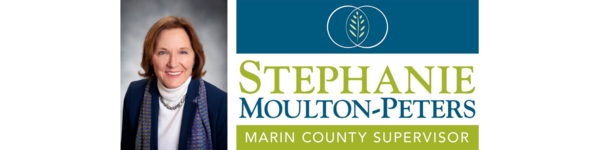 STEPHANIE
MOULTON-PETERS
MARIN COUNTY SUPERVISOR